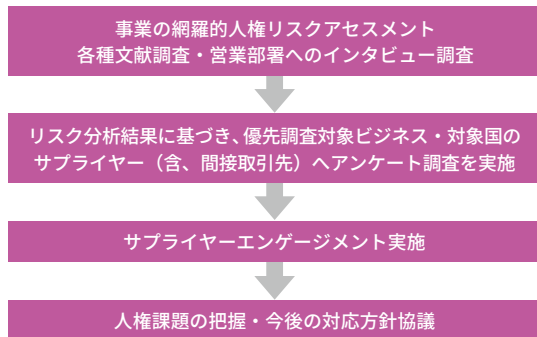 事業の網羅的人権リスクアセスメント
各種文献調査・営業部署へのインタビュー調査
リスク分析結果に基づき、優先調査対象ビジネス・対象国の
サプライヤー（含、間接取引先）へアンケート調査を実施
サプライヤーエンゲージメント実施
人権課題の把握・今後の対応方針協議